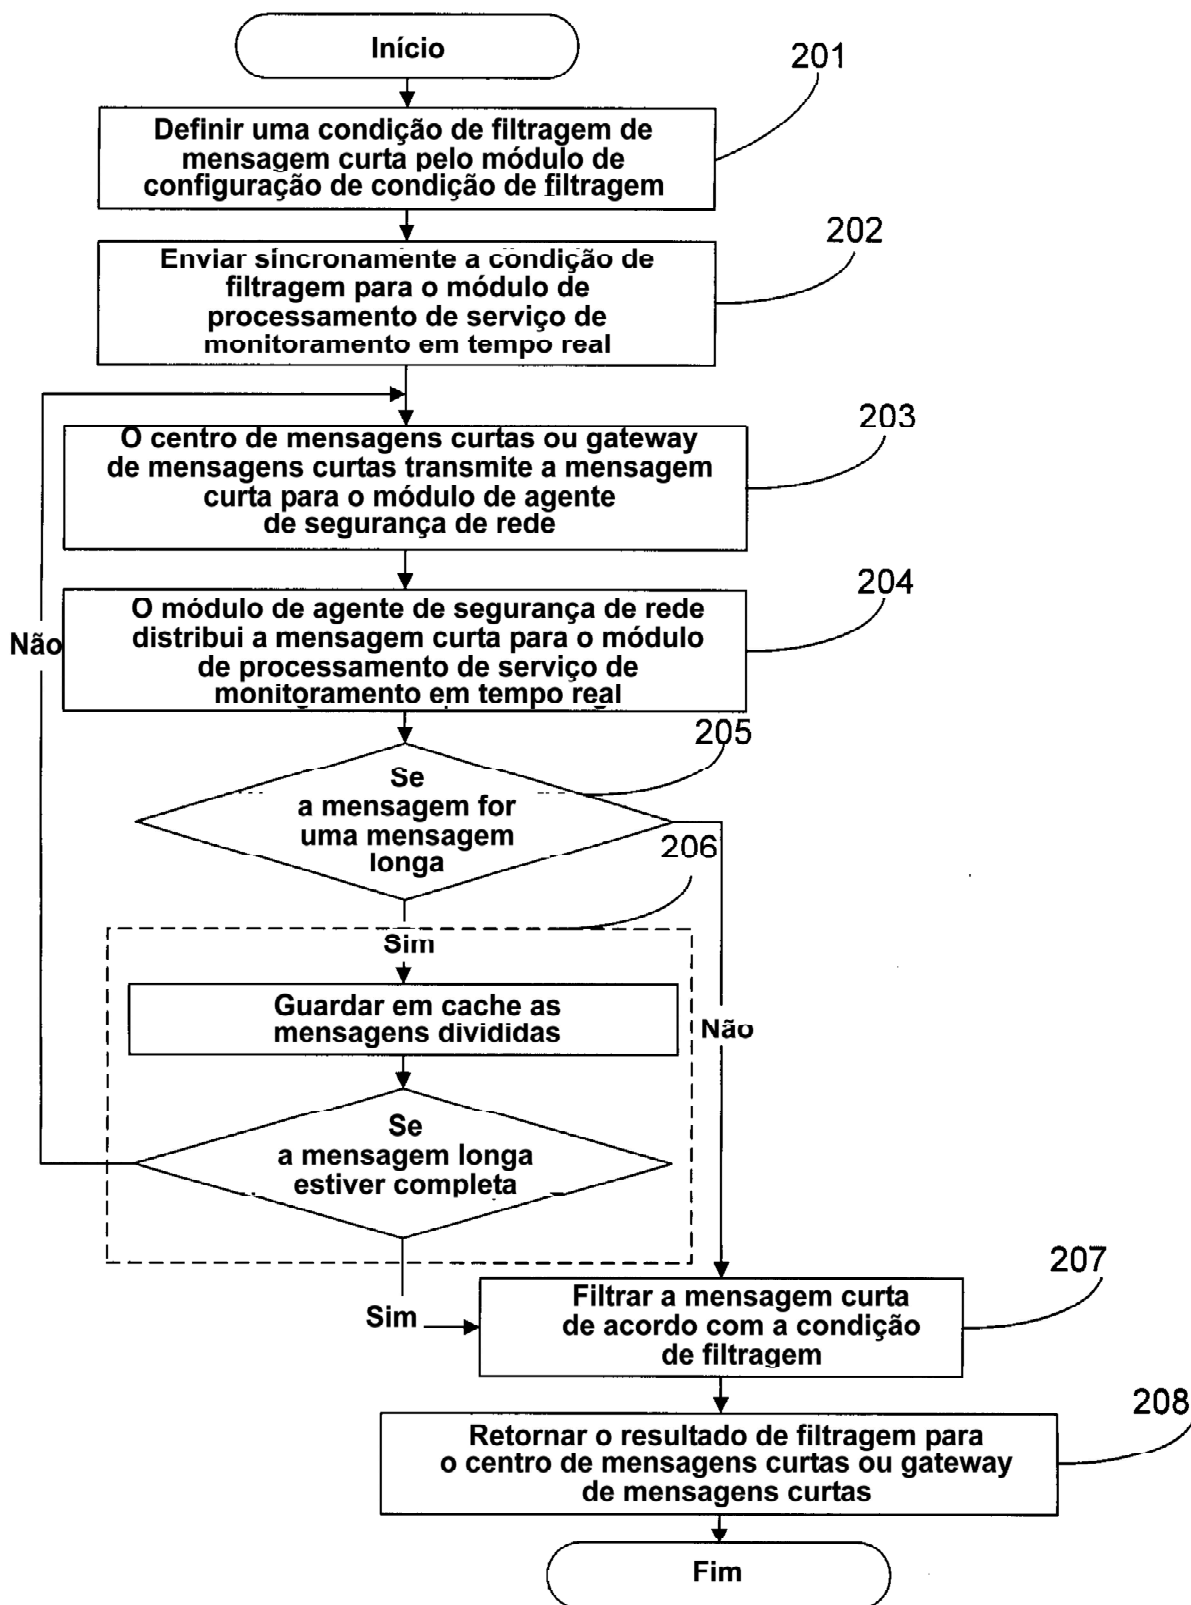 Início
201
Definir uma condição de filtragem de
mensagem curta pelo módulo de
configuração de condição de filtragem
202
Enviar sincronamente a condição de
filtragem para o módulo de
processamento de serviço de
monitoramento em tempo real
203
O centro de mensagens curtas ou gateway
de mensagens curtas transmite a mensagem
curta para o módulo de agente
de segurança de rede
204
O módulo de agente de segurança de rede
distribui a mensagem curta para o módulo
de processamento de serviço de
monitoramento em tempo real
Não
205
Se
a mensagem for
uma mensagem
longa
206
Sim
Guardar em cache as
mensagens divididas
Não
Se
a mensagem longa
estiver completa
Sim
207
Filtrar a mensagem curta
de acordo com a condição
de filtragem
208
Retornar o resultado de filtragem para
o centro de mensagens curtas ou gateway
de mensagens curtas
Fim